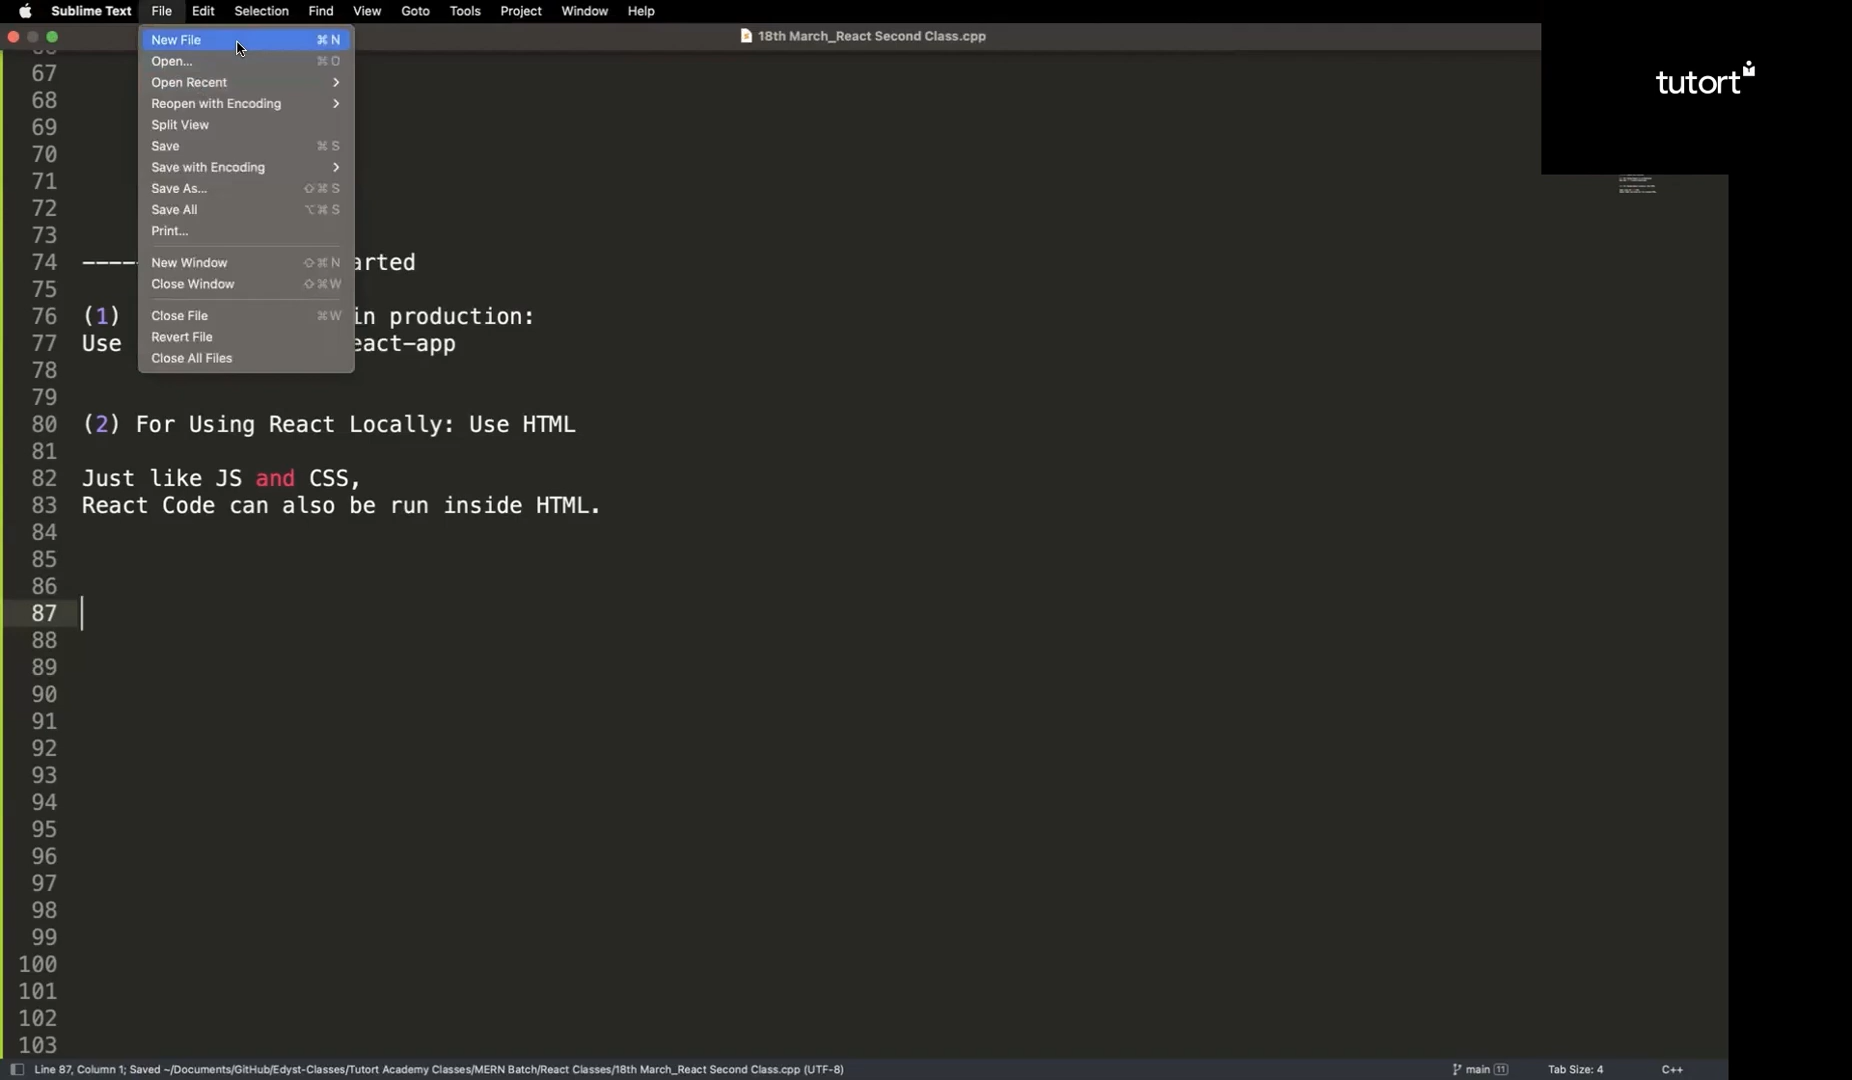 Sublime Text File Edit Selection Find View Goto Tools Project Window Help
18th March_React Second Class.cpp
tutort
New File ⌘ N
Open... ⌘ O
Open Recent >
Reopen with Encoding >
Split View
Save ⌘ S
Save with Encoding >
Save As... ⇧⌘ S
Save All ⌥⌘ S
Print...
New Window ⇧⌘ N
Close Window ⇧⌘W
Close File ⌘W
Revert File
Close All Files
67
68
69
70
71
72
73
74 -----arted
75
76 (1) in production:
77 Use eact-app
78
79
80 (2) For Using React Locally: Use HTML
81
82 Just like JS and CSS,
83 React Code can also be run inside HTML.
84
85
86
87
88
89
90
91
92
93
94
95
96
97
98
99
100
101
102
103
Line 87, Column 1; Saved ~/Documents/GitHub/Edyst-Classes/Tutort Academy Classes/MERN Batch/React Classes/18th March_React Second Class.cpp (UTF-8) main 11 Tab Size: 4 C++